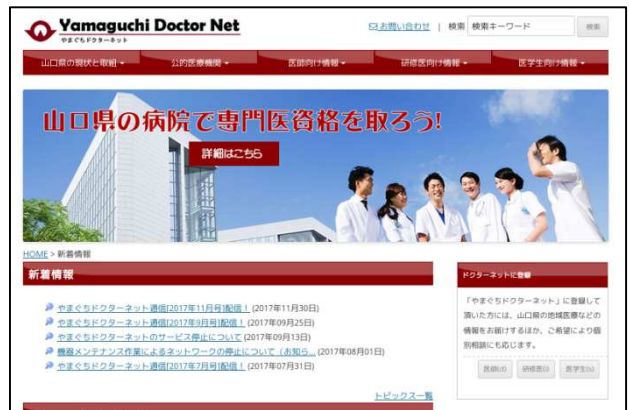 Yamaguchi Doctor Net
やまぐちドクターネット
お問い合わせ | 検索 検索キーワード 検索
山口県の現状と取組 公的医療機関 医師向け情報 研修医向け情報 医学生向け情報
山口県の病院で専門医資格を取ろう!
詳細はこちら
HOME > 新着情報
新着情報
やまぐちドクターネット通信[2017年11月号]配信! (2017年11月30日)
やまぐちドクターネット通信[2017年9月号]配信! (2017年09月25日)
やまぐちドクターネットのサービス停止について (2017年09月13日)
機器メンテナンス作業によるネットワークの停止について（お知ら... (2017年08月01日)
やまぐちドクターネット通信[2017年7月号]配信! (2017年07月31日)
トピックス一覧
ドクターネットに登録
「やまぐちドクターネット」に登録して
頂いた方には、山口県の地域医療などの
情報をお届けするほか、ご希望により個
別相談にも応じます。
医師 研修医 医学生